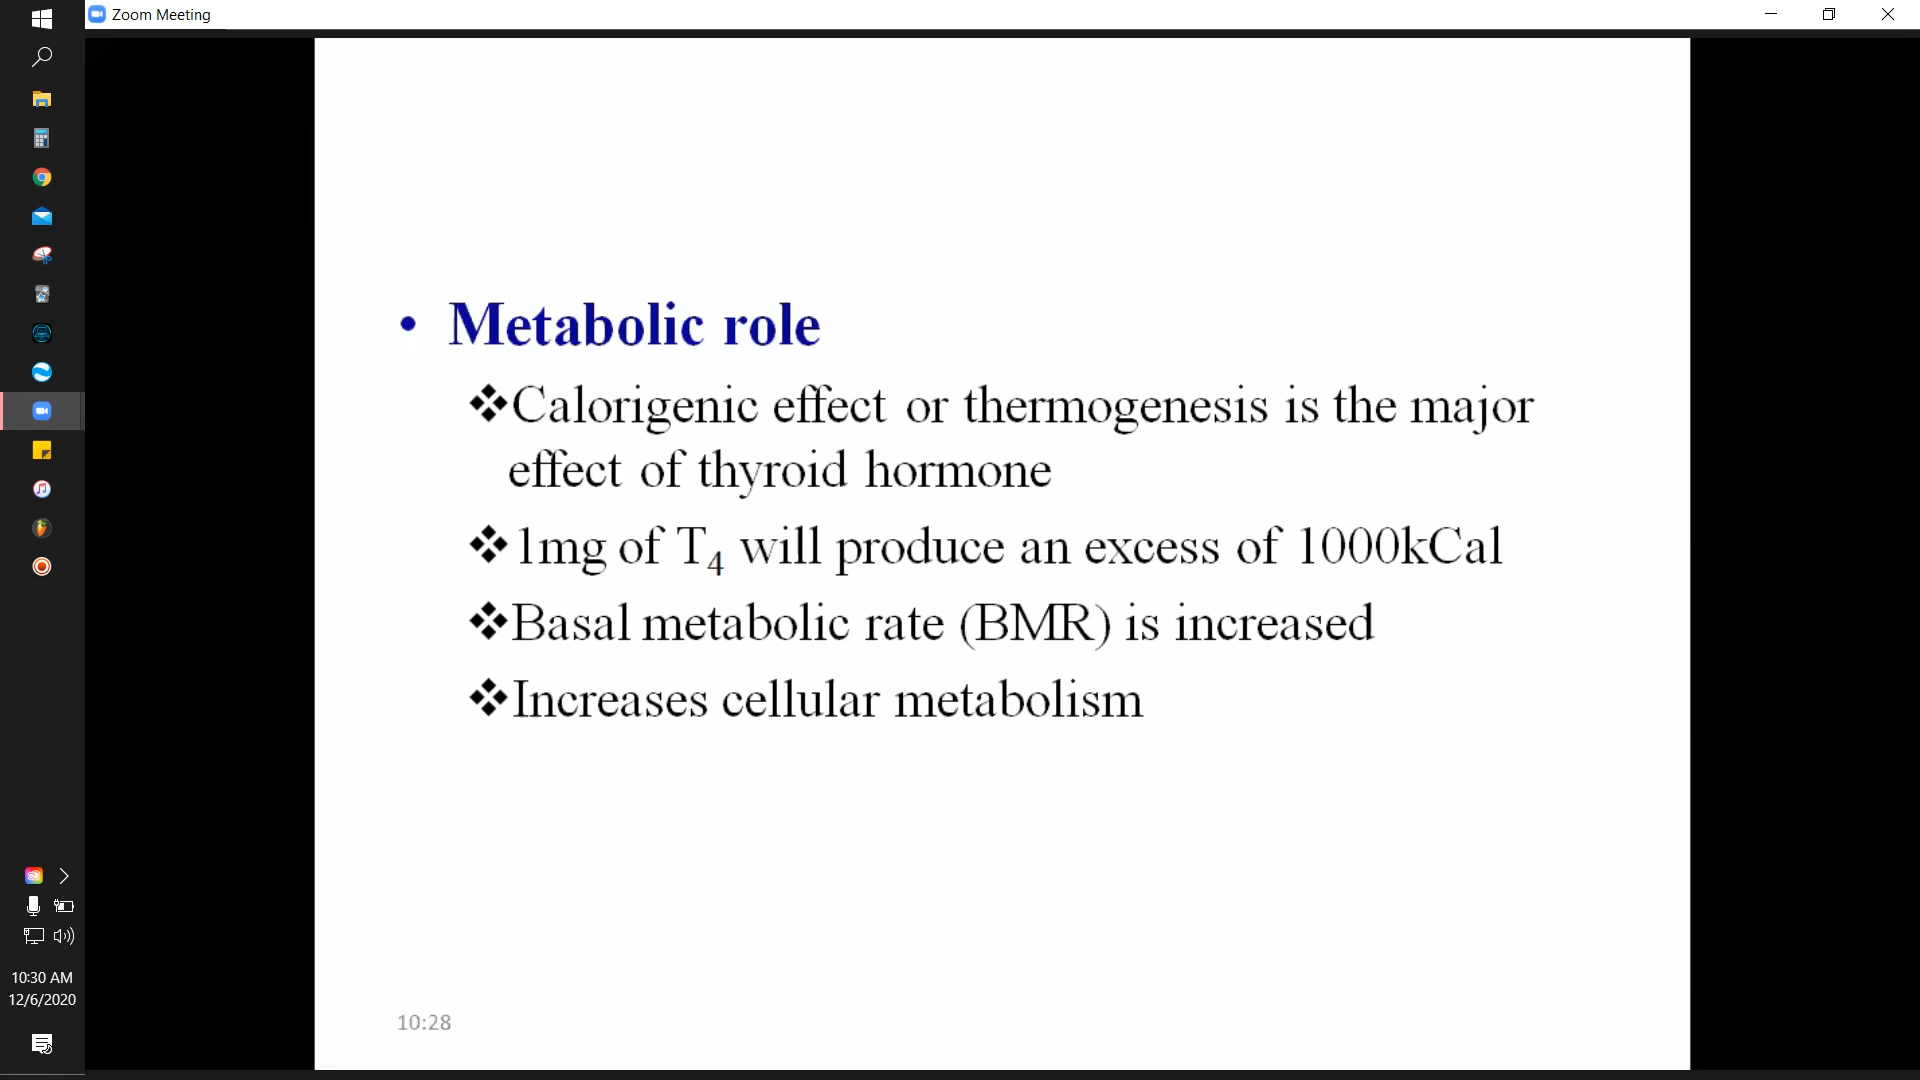 Zoom Meeting
• Metabolic role
❖Calorigenic effect or thermogenesis is the major
effect of thyroid hormone
❖1mg of T₄ will produce an excess of 1000kCal
❖Basal metabolic rate (BMR) is increased
❖Increases cellular metabolism
10:28
10:30 AM
12/6/2020